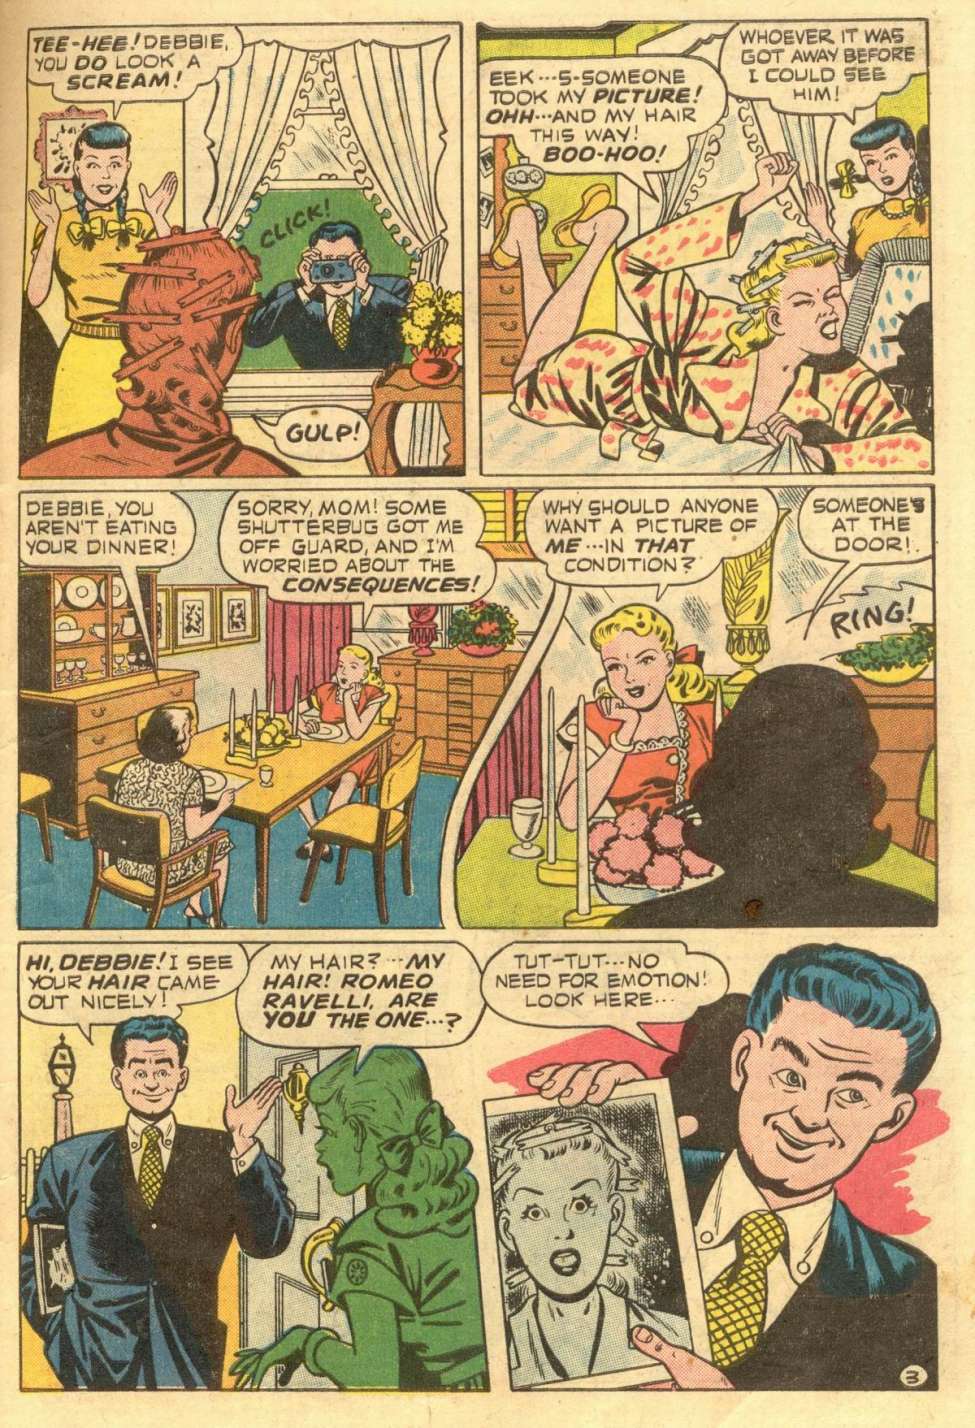 TEE-HEE! DEBBIE,
YOU DO LOOK A
SCREAM!
CLICK!
GULP!
EEK...S-SOMEONE
TOOK MY PICTURE!
OHH...AND MY HAIR
THIS WAY!
BOO-HOO!
WHOEVER IT WAS
GOT AWAY BEFORE
I COULD SEE
HIM!
DEBBIE, YOU
AREN'T EATING
YOUR DINNER!
SORRY, MOM! SOME
SHUTTERBUG GOT ME
OFF GUARD, AND I'M
WORRIED ABOUT THE
CONSEQUENCES!
WHY SHOULD ANYONE
WANT A PICTURE OF
ME...IN THAT
CONDITION?
SOMEONE'S
AT THE
DOOR!
RING!
HI, DEBBIE! I SEE
YOUR HAIR CAME
OUT NICELY!
MY HAIR?...MY
HAIR! ROMEO
RAVELLI, ARE
YOU THE ONE...?
TUT-TUT...NO
NEED FOR EMOTION!
LOOK HERE...
3